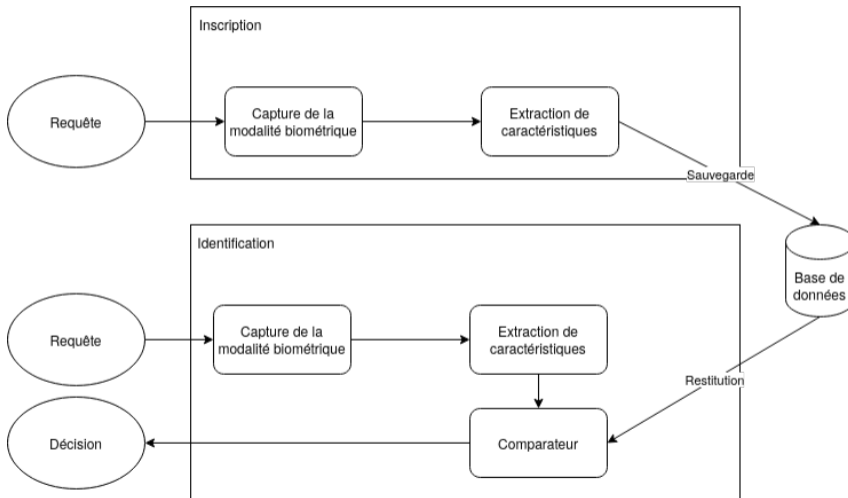 Inscription
Requête
Capture de la
modalité biométrique
Extraction de
caractéristiques
Sauvegarde
Base de
données
Identification
Requête
Capture de la
modalité biométrique
Extraction de
caractéristiques
Restitution
Décision
Comparateur